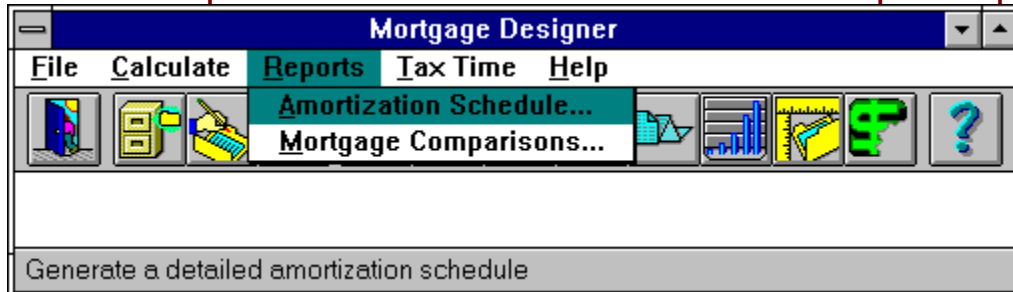 Mortgage Designer
File Calculate Reports Tax Time Help
Amortization Schedule...
Mortgage Comparisons...
Generate a detailed amortization schedule